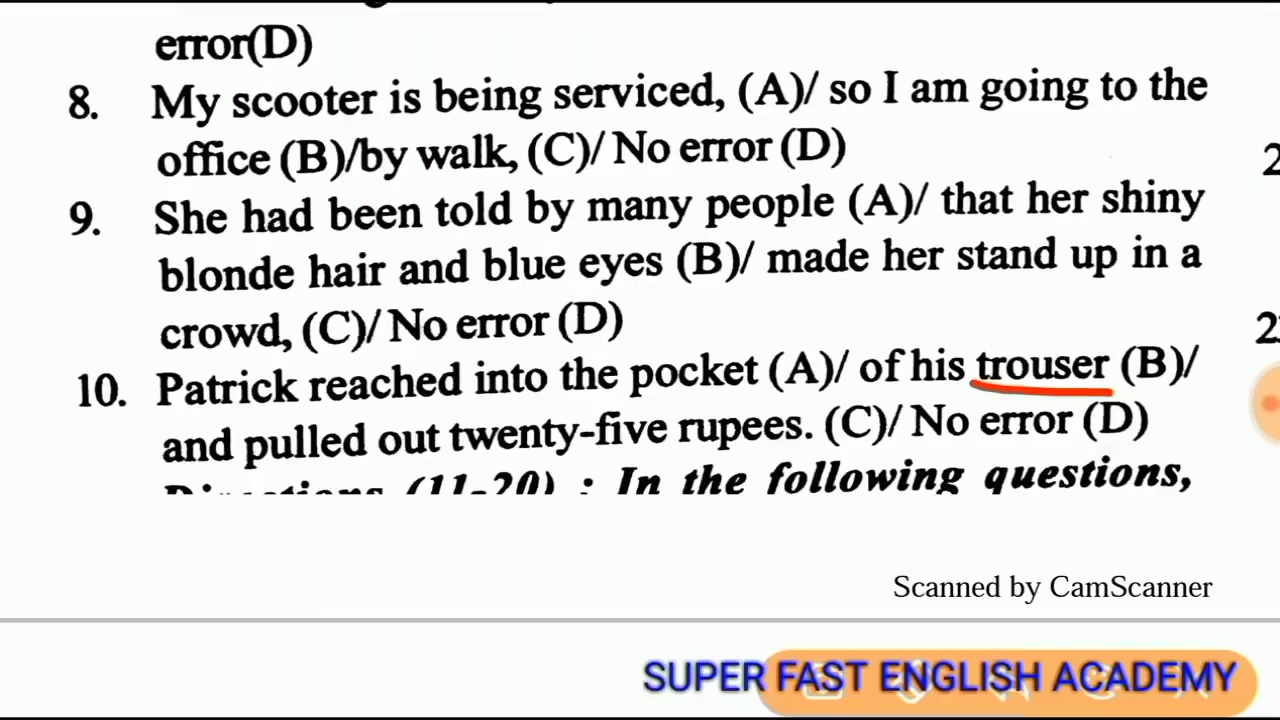 error(D)
8. My scooter is being serviced, (A)/ so I am going to the
office (B)/by walk, (C)/ No error (D)
9. She had been told by many people (A)/ that her shiny
blonde hair and blue eyes (B)/ made her stand up in a
crowd, (C)/ No error (D)
10. Patrick reached into the pocket (A)/ of his trouser (B)/
and pulled out twenty-five rupees. (C)/ No error (D)
Directions (11-20) : In the following questions,
Scanned by CamScanner
SUPER FAST ENGLISH ACADEMY